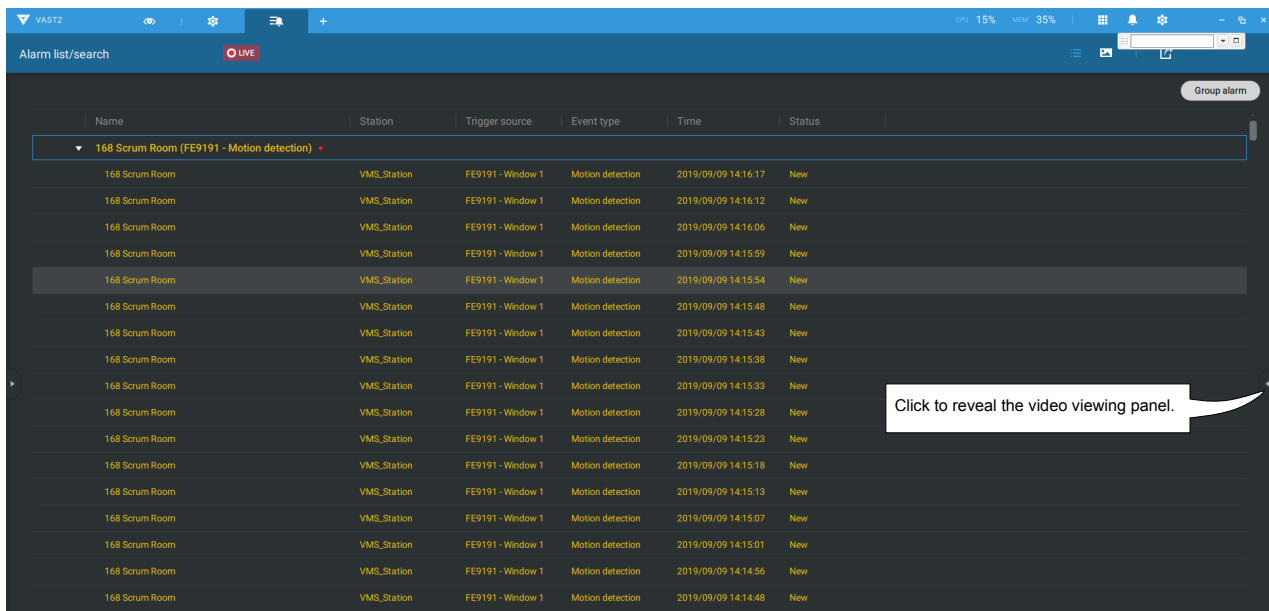 VAST2 + CPU 15% MEM 35%
Alarm list/search LIVE
Group alarm
Name Station Trigger source Event type Time Status
168 Scrum Room (FE9191 - Motion detection)
168 Scrum Room VMS_Station FE9191 - Window 1 Motion detection 2019/09/09 14:16:17 New
168 Scrum Room VMS_Station FE9191 - Window 1 Motion detection 2019/09/09 14:16:12 New
168 Scrum Room VMS_Station FE9191 - Window 1 Motion detection 2019/09/09 14:16:06 New
168 Scrum Room VMS_Station FE9191 - Window 1 Motion detection 2019/09/09 14:15:59 New
168 Scrum Room VMS_Station FE9191 - Window 1 Motion detection 2019/09/09 14:15:54 New
168 Scrum Room VMS_Station FE9191 - Window 1 Motion detection 2019/09/09 14:15:48 New
168 Scrum Room VMS_Station FE9191 - Window 1 Motion detection 2019/09/09 14:15:43 New
168 Scrum Room VMS_Station FE9191 - Window 1 Motion detection 2019/09/09 14:15:38 New
168 Scrum Room VMS_Station FE9191 - Window 1 Motion detection 2019/09/09 14:15:33 New
168 Scrum Room VMS_Station FE9191 - Window 1 Motion detection 2019/09/09 14:15:28 New
Click to reveal the video viewing panel.
168 Scrum Room VMS_Station FE9191 - Window 1 Motion detection 2019/09/09 14:15:23 New
168 Scrum Room VMS_Station FE9191 - Window 1 Motion detection 2019/09/09 14:15:18 New
168 Scrum Room VMS_Station FE9191 - Window 1 Motion detection 2019/09/09 14:15:13 New
168 Scrum Room VMS_Station FE9191 - Window 1 Motion detection 2019/09/09 14:15:07 New
168 Scrum Room VMS_Station FE9191 - Window 1 Motion detection 2019/09/09 14:15:01 New
168 Scrum Room VMS_Station FE9191 - Window 1 Motion detection 2019/09/09 14:14:56 New
168 Scrum Room VMS_Station FE9191 - Window 1 Motion detection 2019/09/09 14:14:48 New